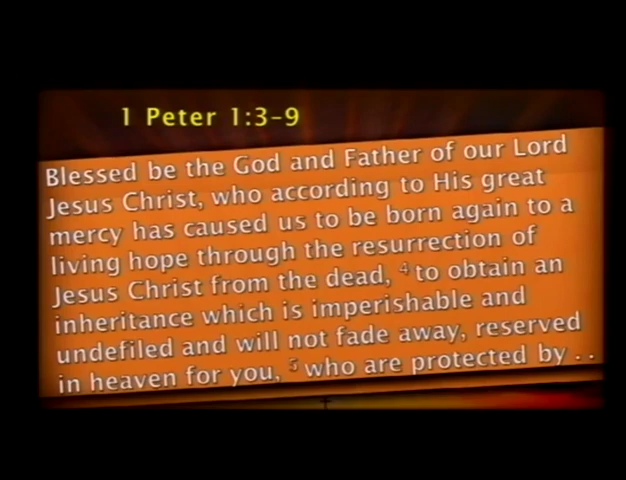 1 Peter 1:3-9
Blessed be the God and Father of our Lord
Jesus Christ, who according to His great
mercy has caused us to be born again to a
living hope through the resurrection of
Jesus Christ from the dead, ⁴ to obtain an
inheritance which is imperishable and
undefiled and will not fade away, reserved
in heaven for you, ⁵ who are protected by . .